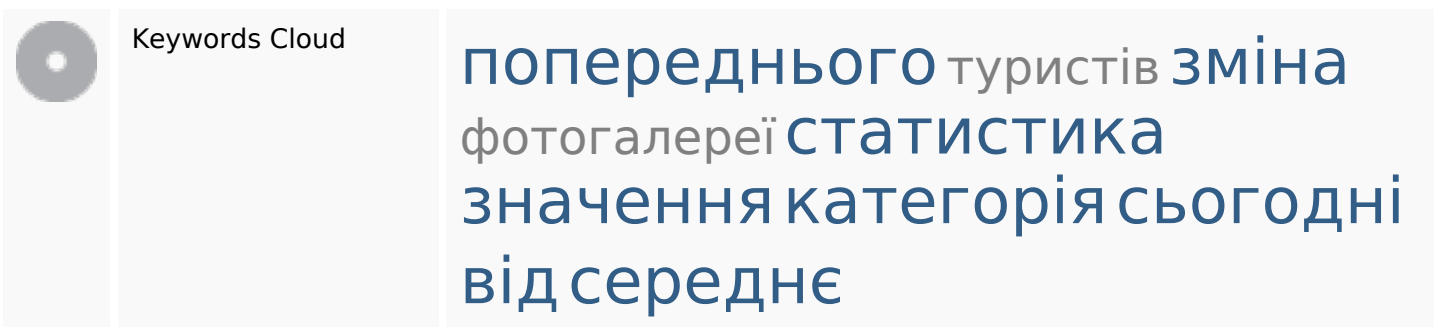 Keywords Cloud
попереднього туристів зміна
фотогалереї статистика
значення категорія сьогодні
від середнє